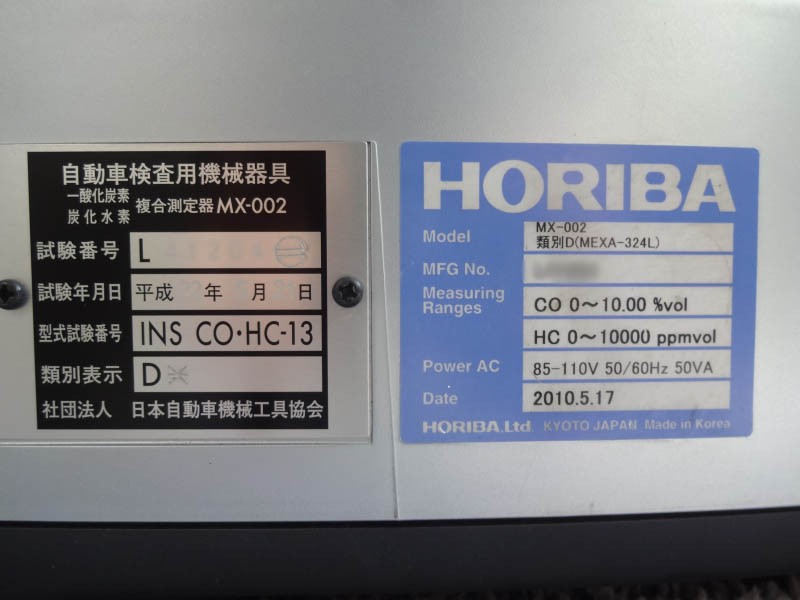 自動車検査用機械器具
一酸化炭素
炭化水素 複合測定器 MX-002
試験番号 L
試験年月日 平成22年 月 日
型式試験番号 INS CO・HC-13
類別表示 D
社団法人 日本自動車機械工具協会
HORIBA
Model MX-002
類別D(MEXA-324L)
MFG No.
Measuring
Ranges CO 0～10.00 %vol
HC 0～10000 ppmvol
Power AC 85-110V 50/60Hz 50VA
Date 2010.5.17
HORIBA,Ltd. KYOTO JAPAN Made in Korea